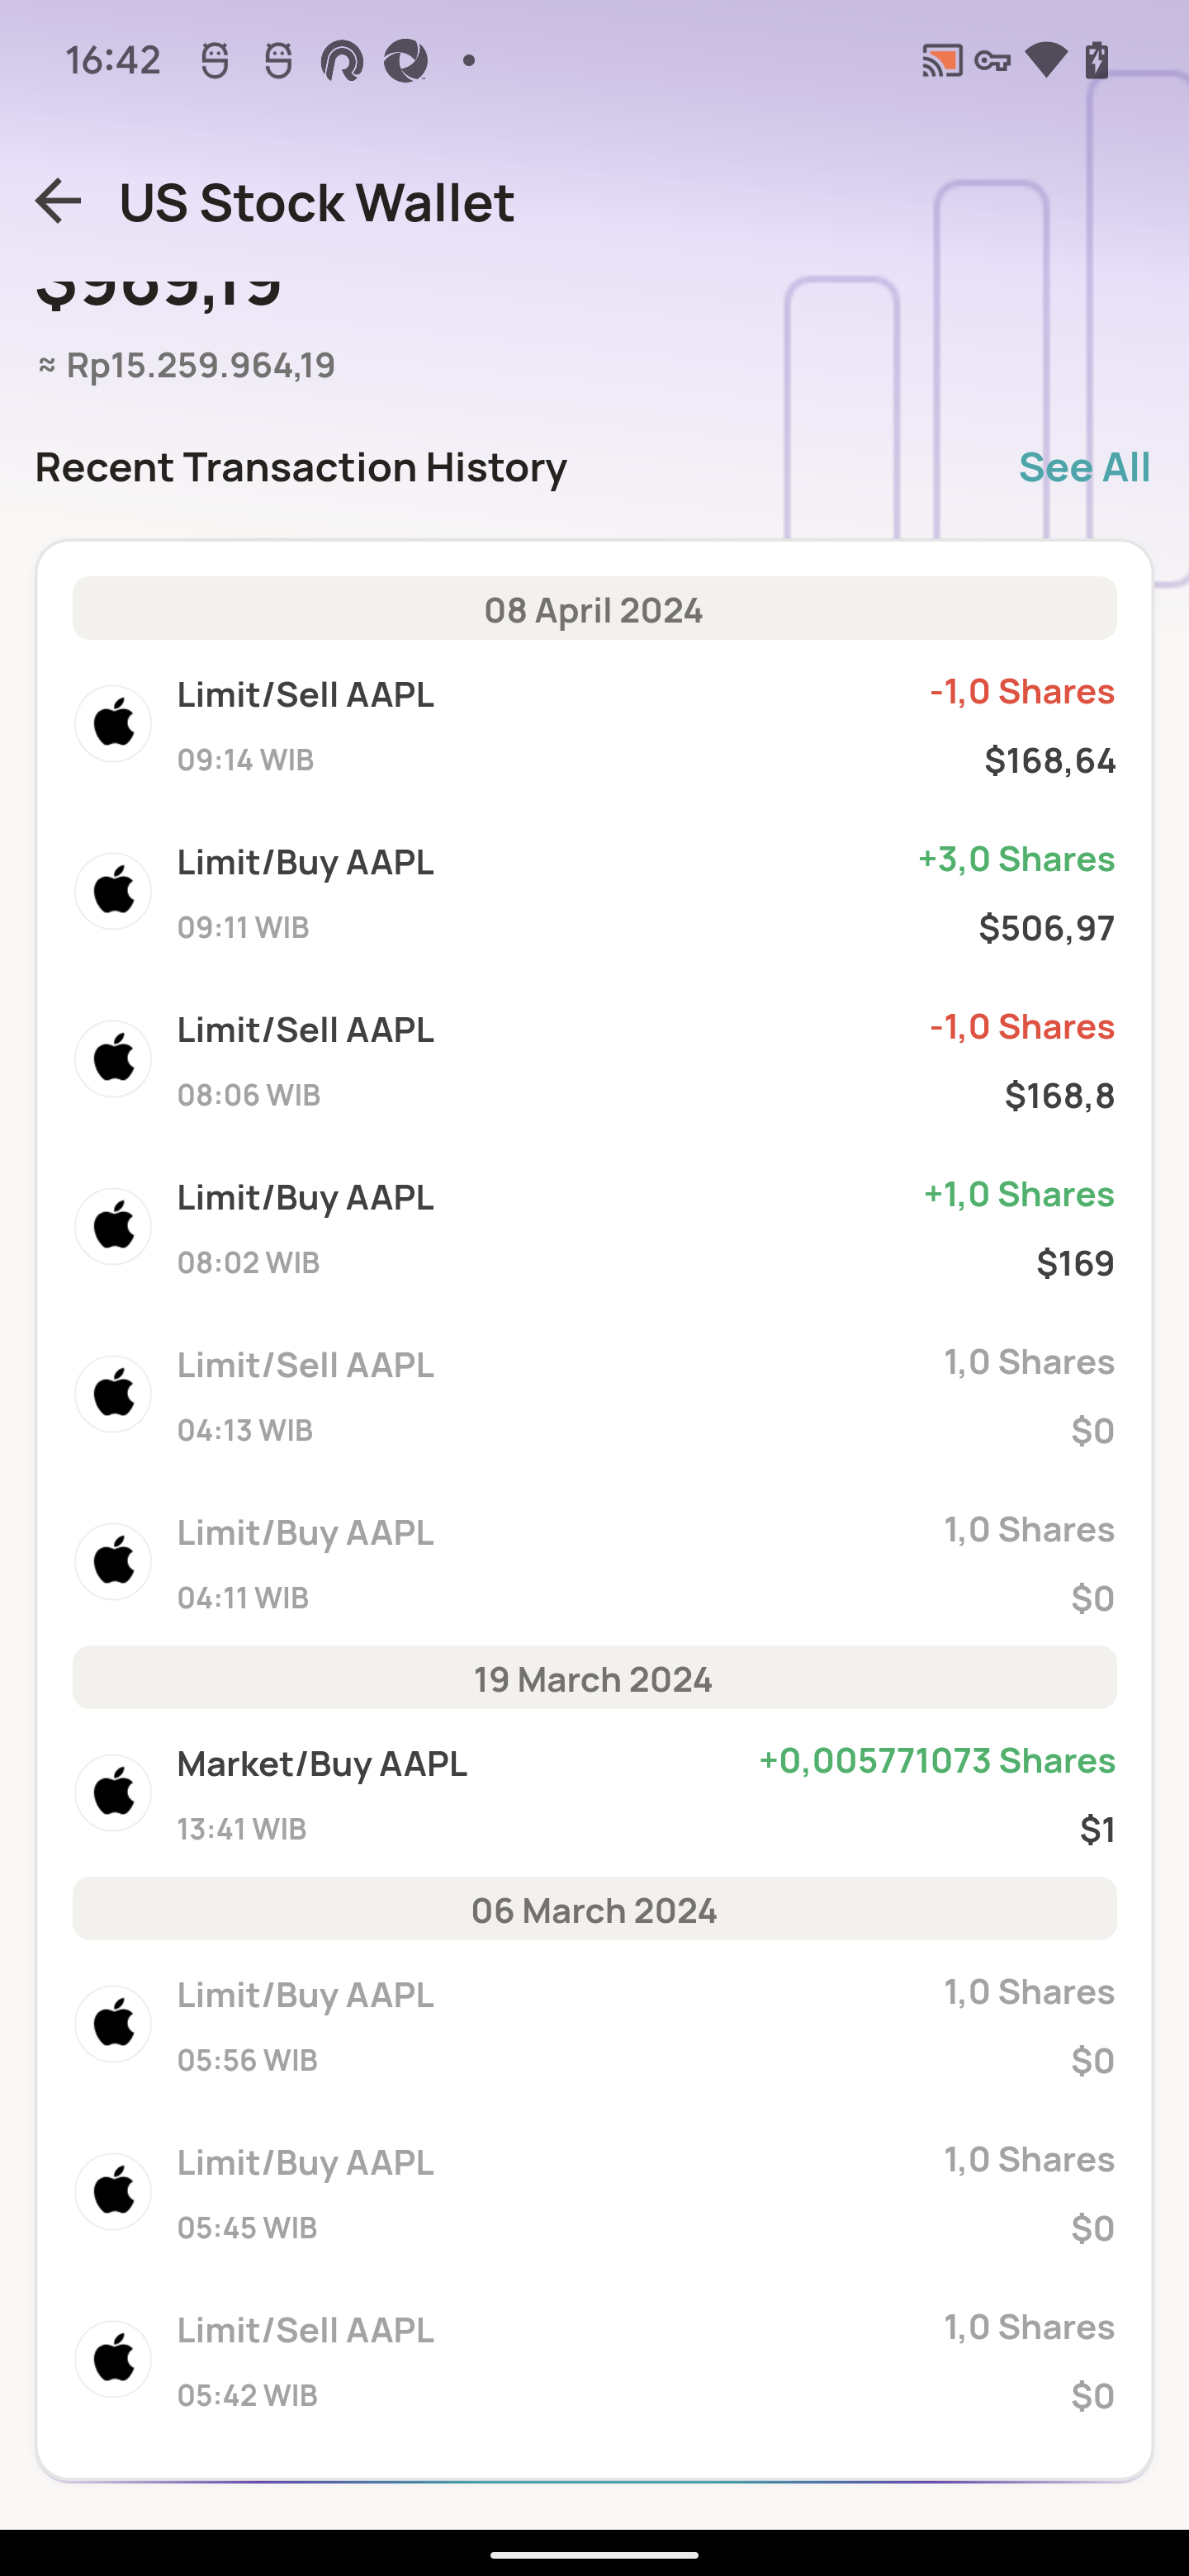 16:42
US Stock Wallet
≈ Rp15.259.964,19
Recent Transaction History
See All
08 April 2024
Limit/Sell AAPL
-1,0 Shares
09:14 WIB
$168,64
Limit/Buy AAPL
+3,0 Shares
09:11 WIB
$506,97
Limit/Sell AAPL
-1,0 Shares
08:06 WIB
$168,8
Limit/Buy AAPL
+1,0 Shares
08:02 WIB
$169
Limit/Sell AAPL
1,0 Shares
04:13 WIB
$0
Limit/Buy AAPL
1,0 Shares
04:11 WIB
$0
19 March 2024
Market/Buy AAPL
+0,005771073 Shares
13:41 WIB
$1
06 March 2024
Limit/Buy AAPL
1,0 Shares
05:56 WIB
$0
Limit/Buy AAPL
1,0 Shares
05:45 WIB
$0
Limit/Sell AAPL
1,0 Shares
05:42 WIB
$0